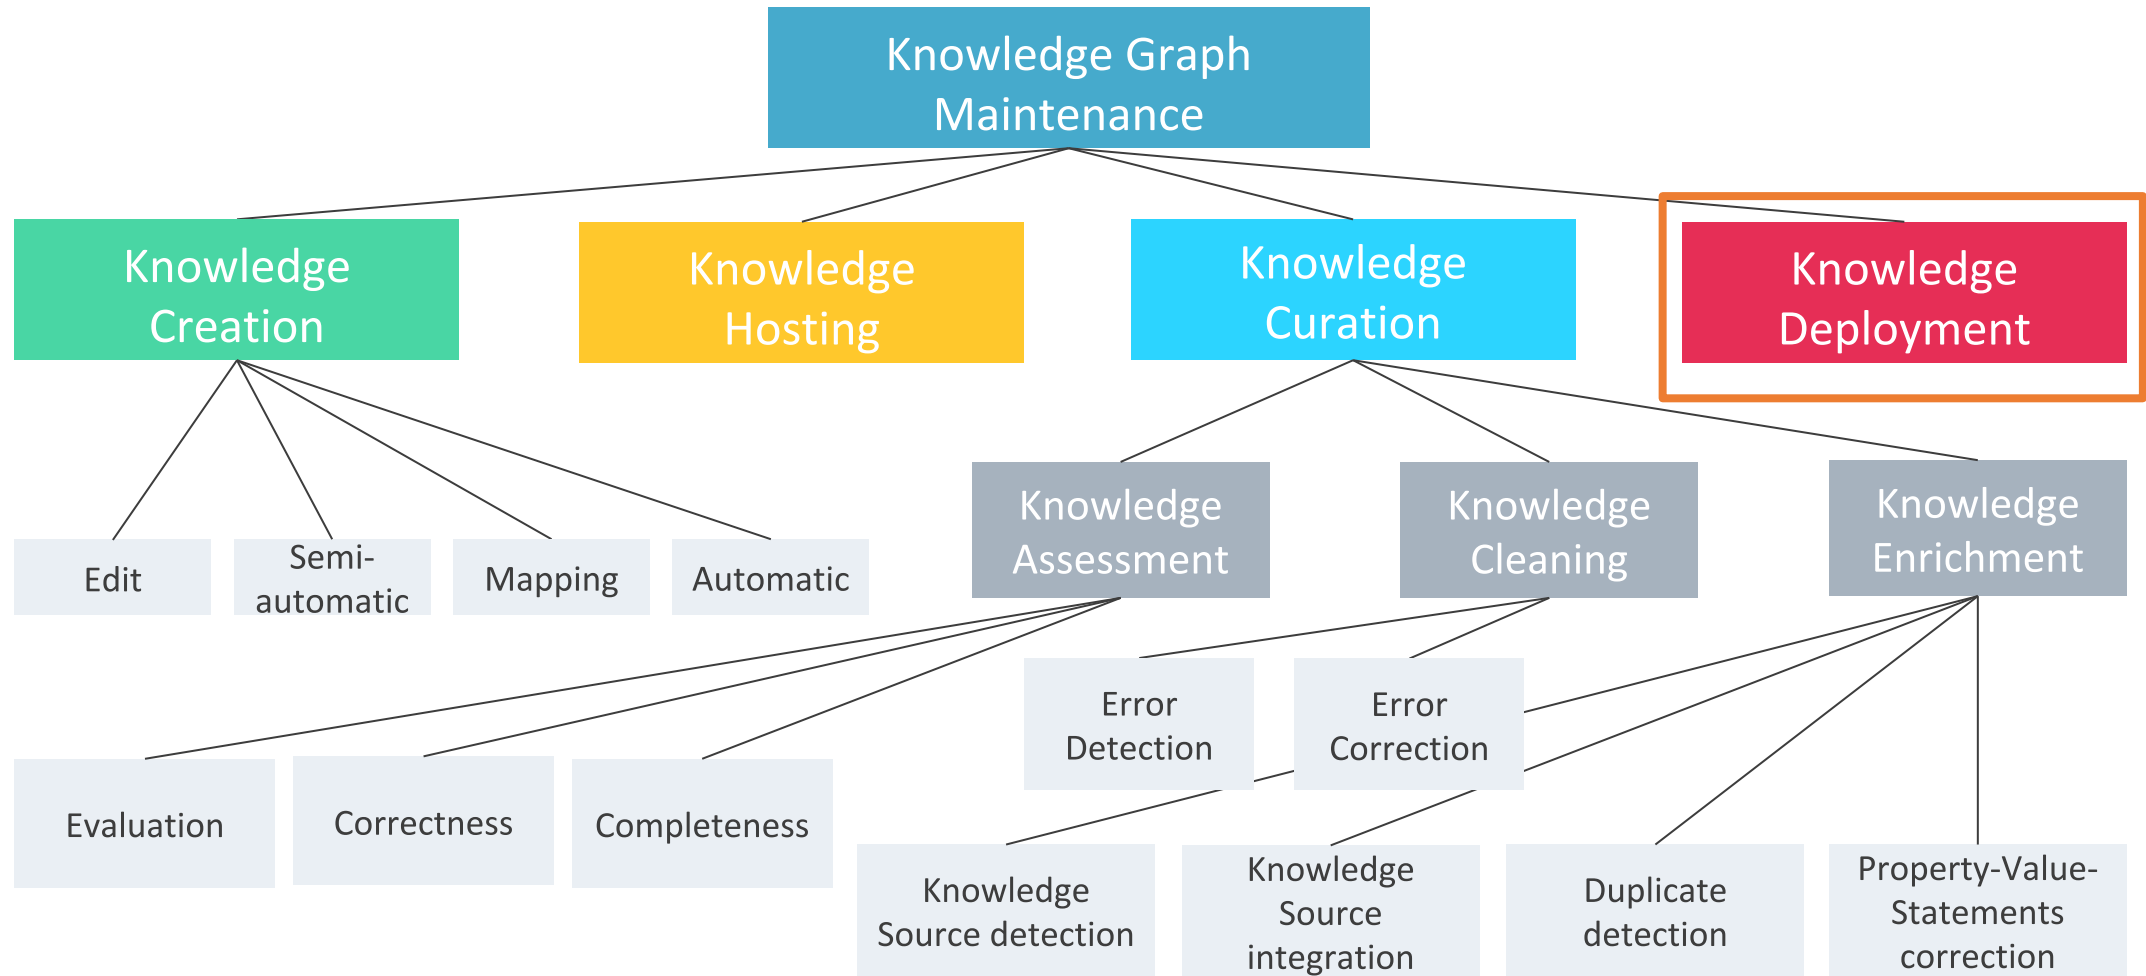 Knowledge Graph
Maintenance
Knowledge
Creation
Knowledge
Hosting
Knowledge
Curation
Knowledge
Deployment
Edit
Semi-
automatic
Mapping
Automatic
Knowledge
Assessment
Knowledge
Cleaning
Knowledge
Enrichment
Evaluation
Correctness
Completeness
Error
Detection
Error
Correction
Knowledge
Source detection
Knowledge
Source
integration
Duplicate
detection
Property-Value-
Statements
correction